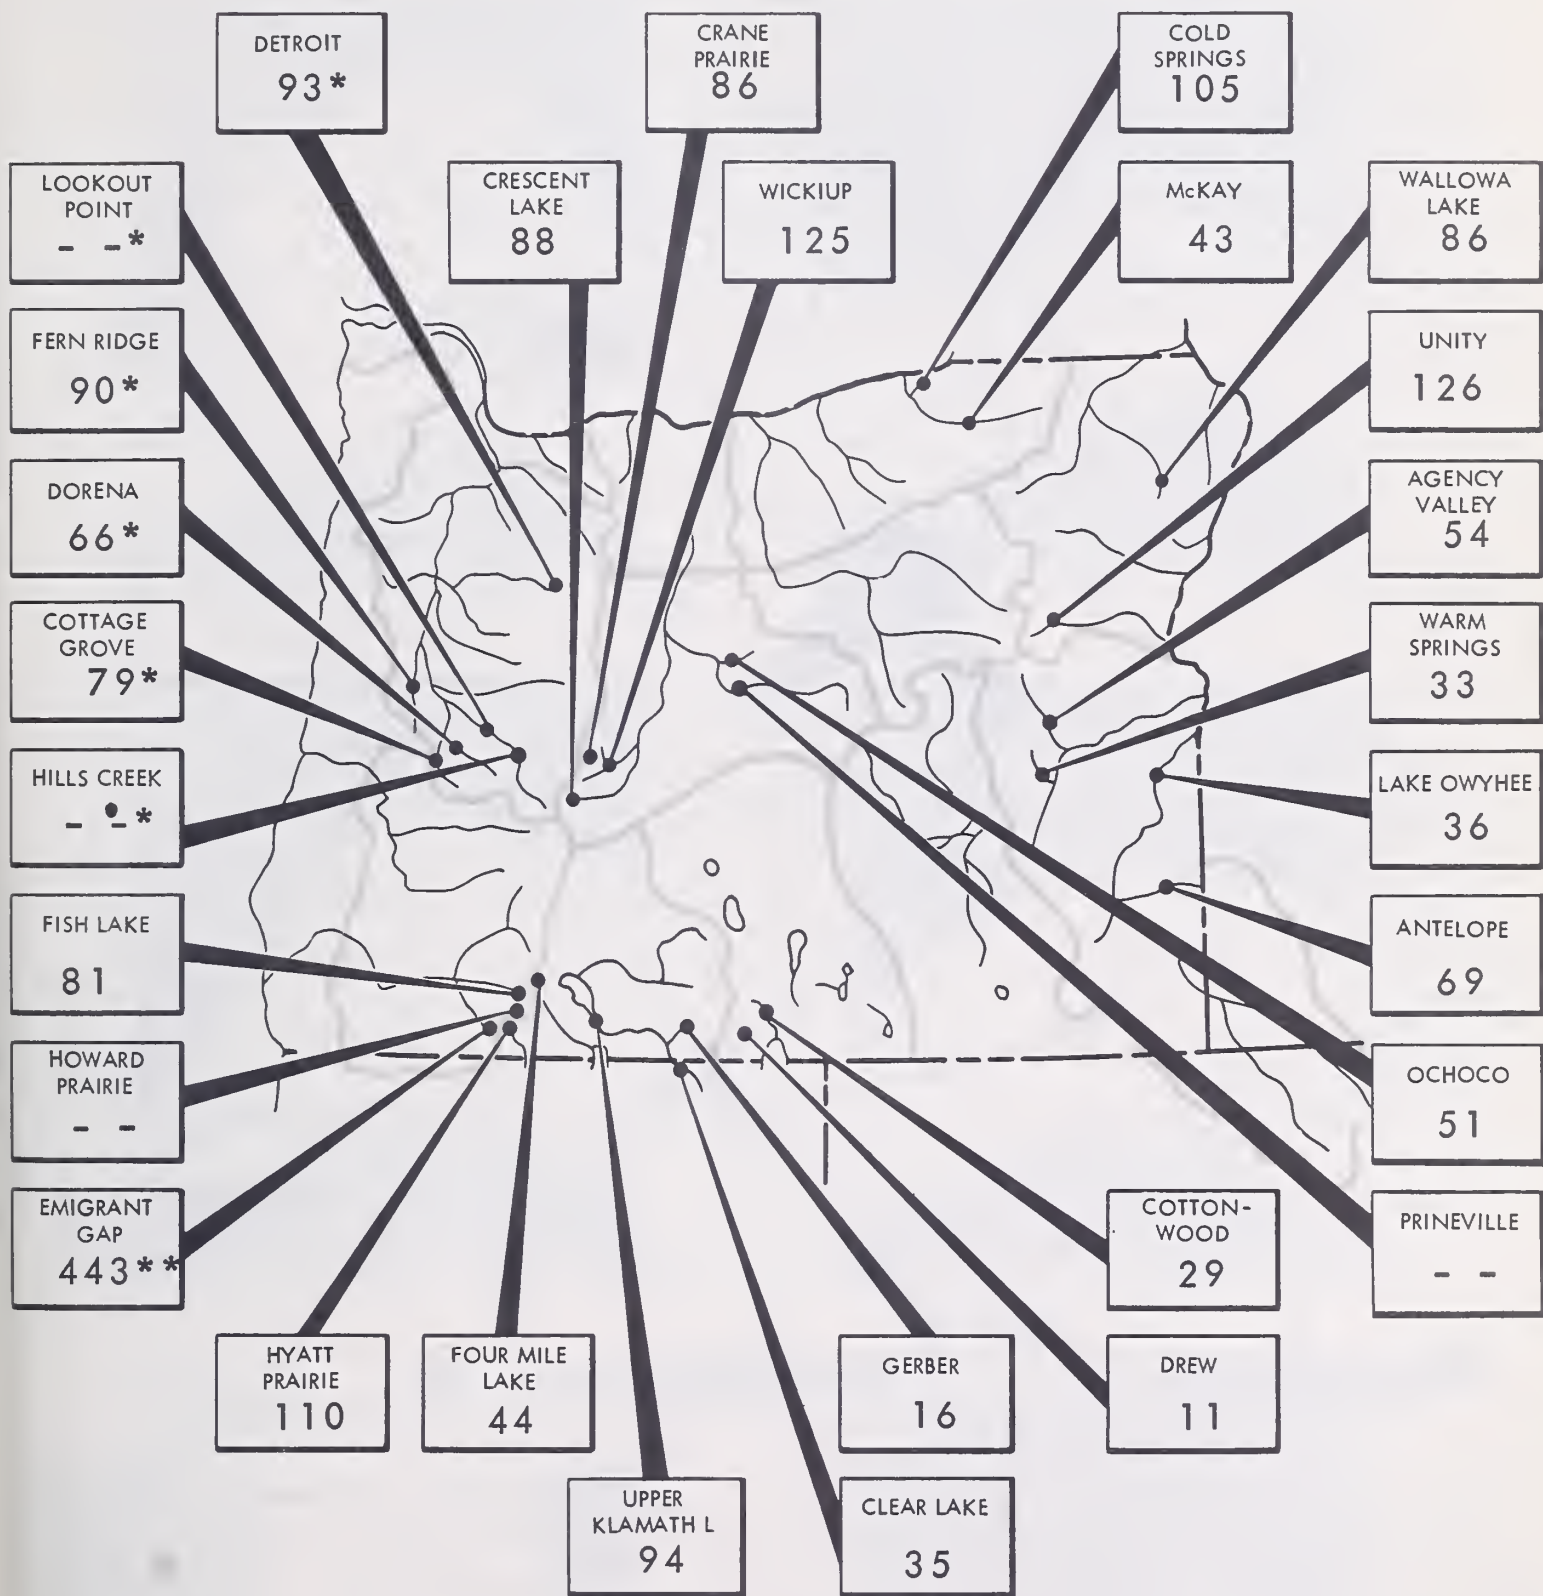 DETROIT
93*
CRANE
PRAIRIE
86
COLD
SPRINGS
105
LOOKOUT
POINT
- -*
CRESCENT
LAKE
88
WICKIUP
125
McKAY
43
WALLOWA
LAKE
86
FERN RIDGE
90*
UNITY
126
DORENA
66*
AGENCY
VALLEY
54
COTTAGE
GROVE
79*
WARM
SPRINGS
33
HILLS CREEK
- -*
LAKE OWYHEE
36
FISH LAKE
81
ANTELOPE
69
HOWARD
PRAIRIE
- -
OCHOCO
51
EMIGRANT
GAP
443**
COTTON-
WOOD
29
PRINEVILLE
- -
HYATT
PRAIRIE
110
FOUR MILE
LAKE
44
GERBER
16
DREW
11
UPPER
KLAMATH L
94
CLEAR LAKE
35